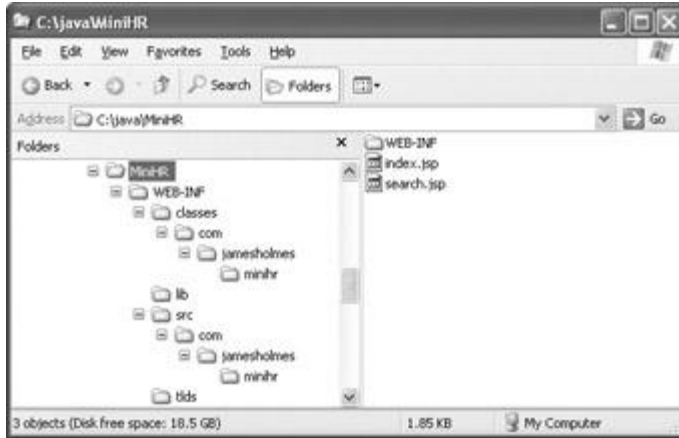 C:\java\MiniHR
File Edit View Favorites Tools Help
Back Search Folders
Address C:\java\MiniHR Go
Folders
MiniHR
WEB-INF
classes
com
jamesholmes
minihr
lib
src
com
jamesholmes
minihr
tlds
WEB-INF
index.jsp
search.jsp
3 objects (Disk free space: 18.5 GB) 1.85 KB My Computer